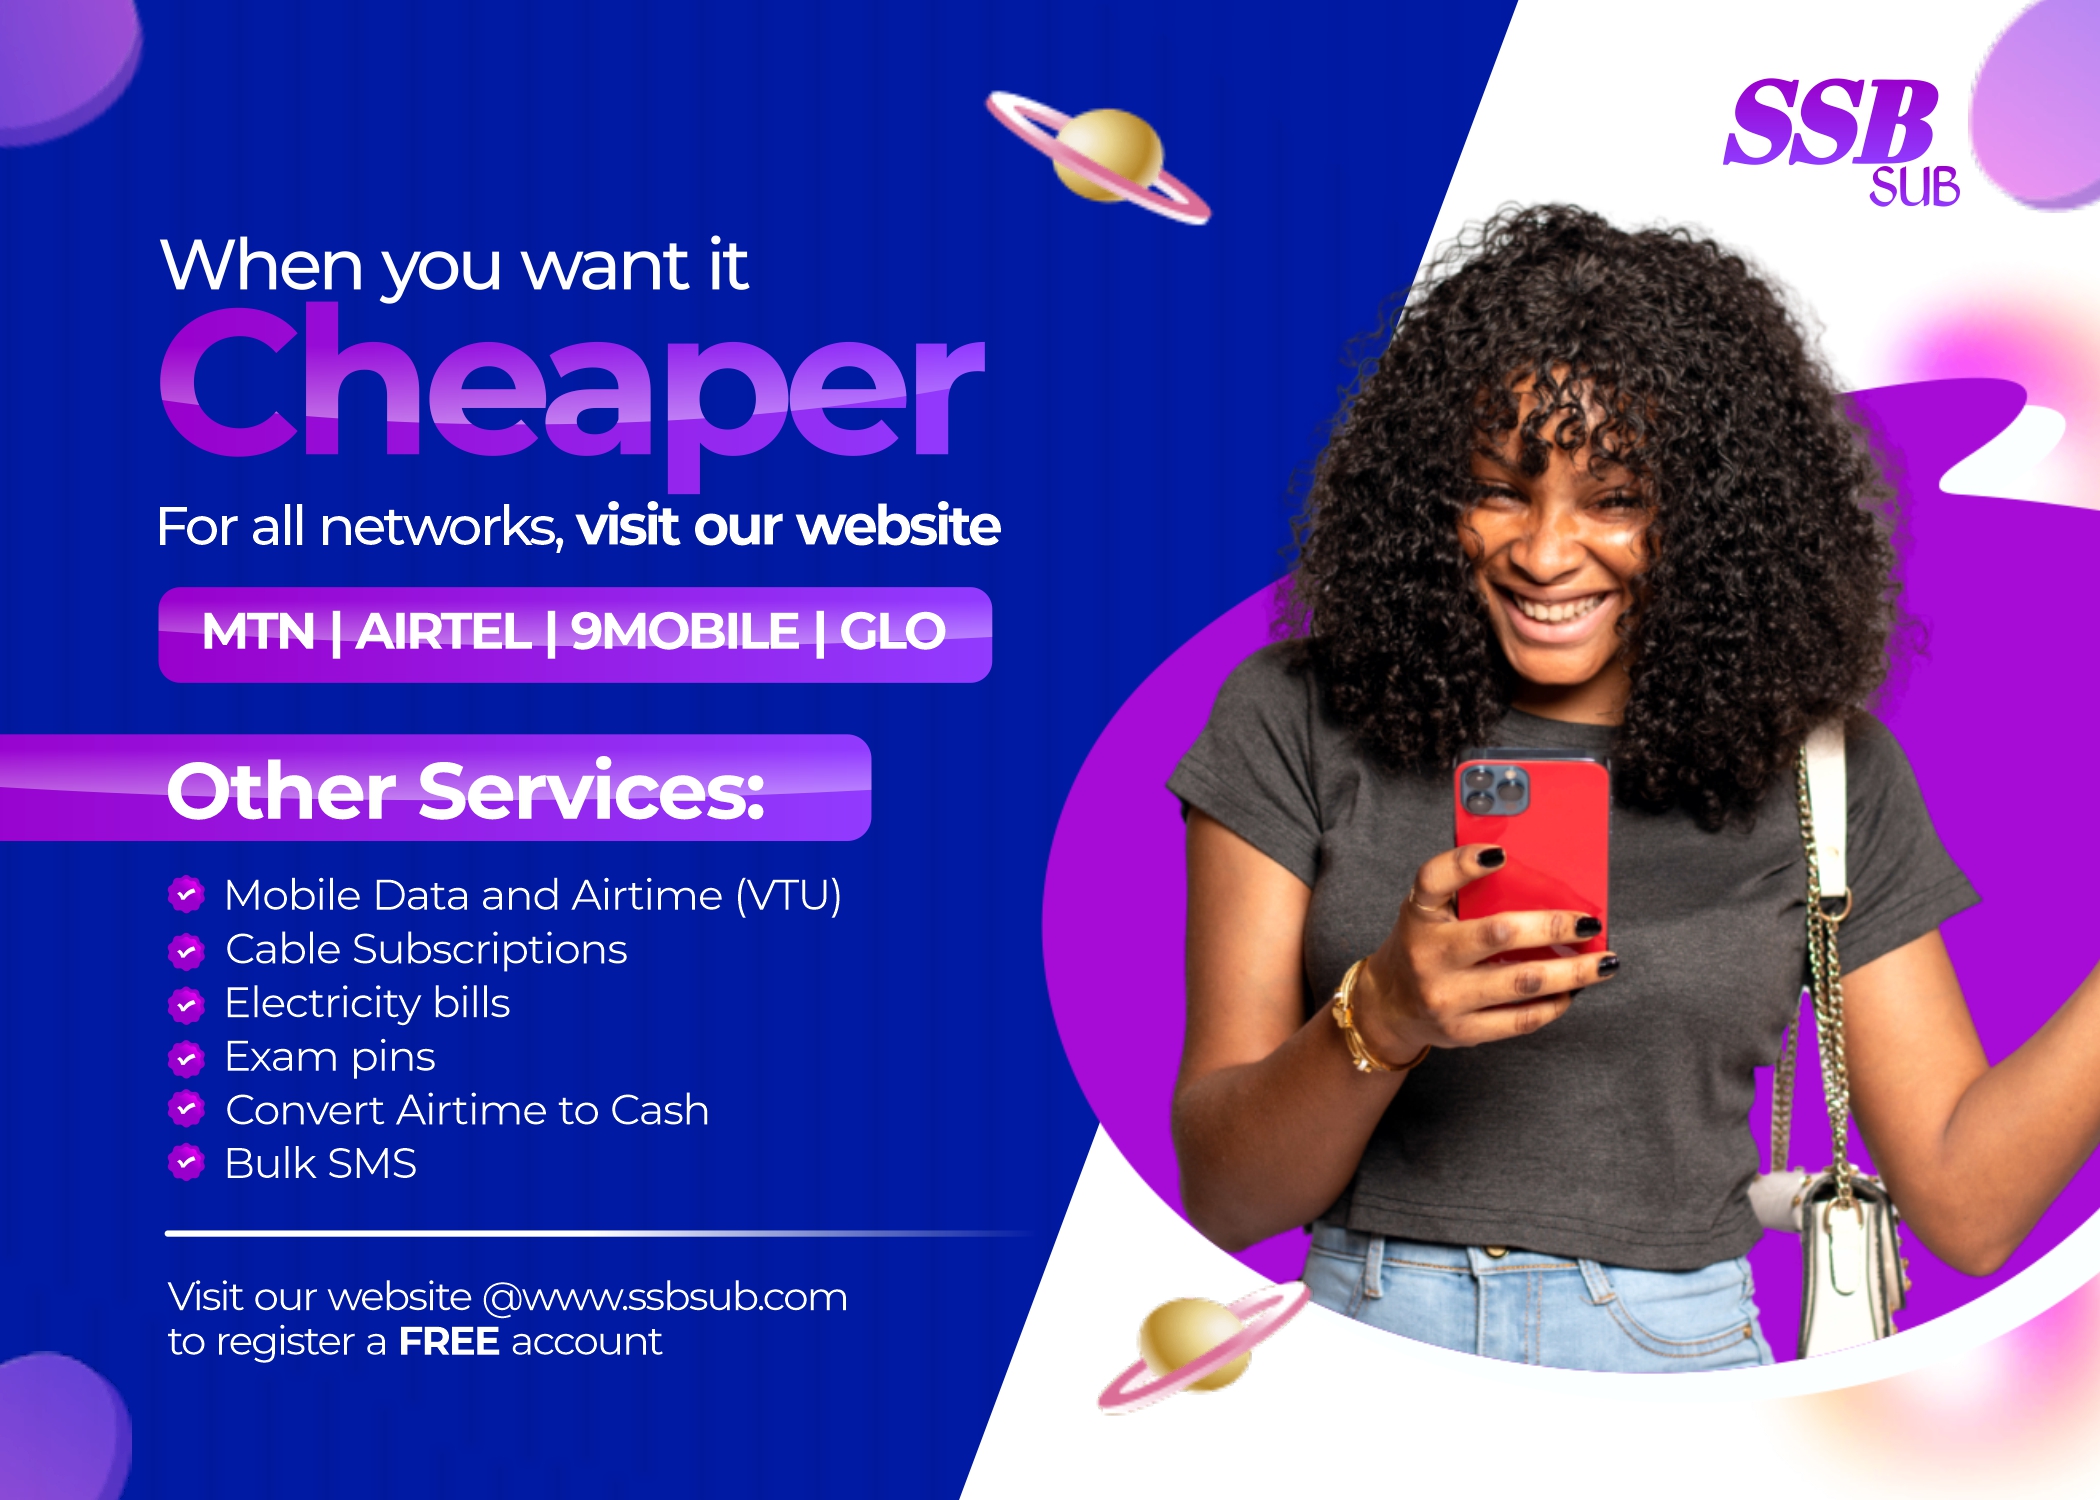 SSB
SUB
When you want it
Cheaper
For all networks, visit our website
MTN | AIRTEL | 9MOBILE | GLO
Other Services:
Mobile Data and Airtime (VTU)
Cable Subscriptions
Electricity bills
Exam pins
Convert Airtime to Cash
Bulk SMS
Visit our website @www.ssbsub.com
to register a FREE account